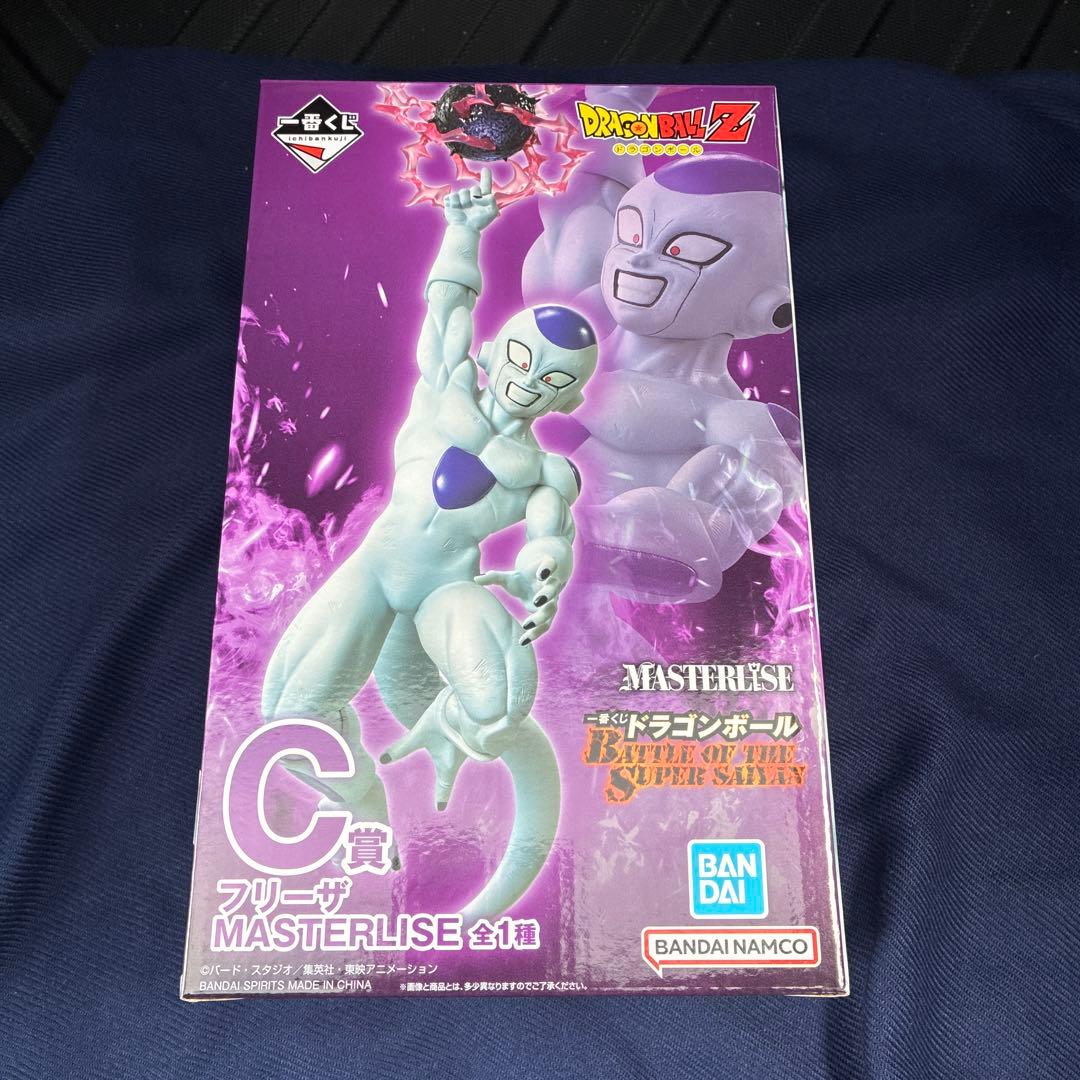 一番くじ
ichibankuji
DRAGONBALL Z
ドラゴンボール
MASTERLISE
一番くじ ドラゴンボール
BATTLE OF THE
SUPER SAIYAN
C賞
フリーザ
MASTERLISE 全1種
BAN
DAI
BANDAI NAMCO
©バード・スタジオ／集英社・東映アニメーション
BANDAI SPIRITS MADE IN CHINA
※画像と商品とは、多少異なりますのでご了承ください。